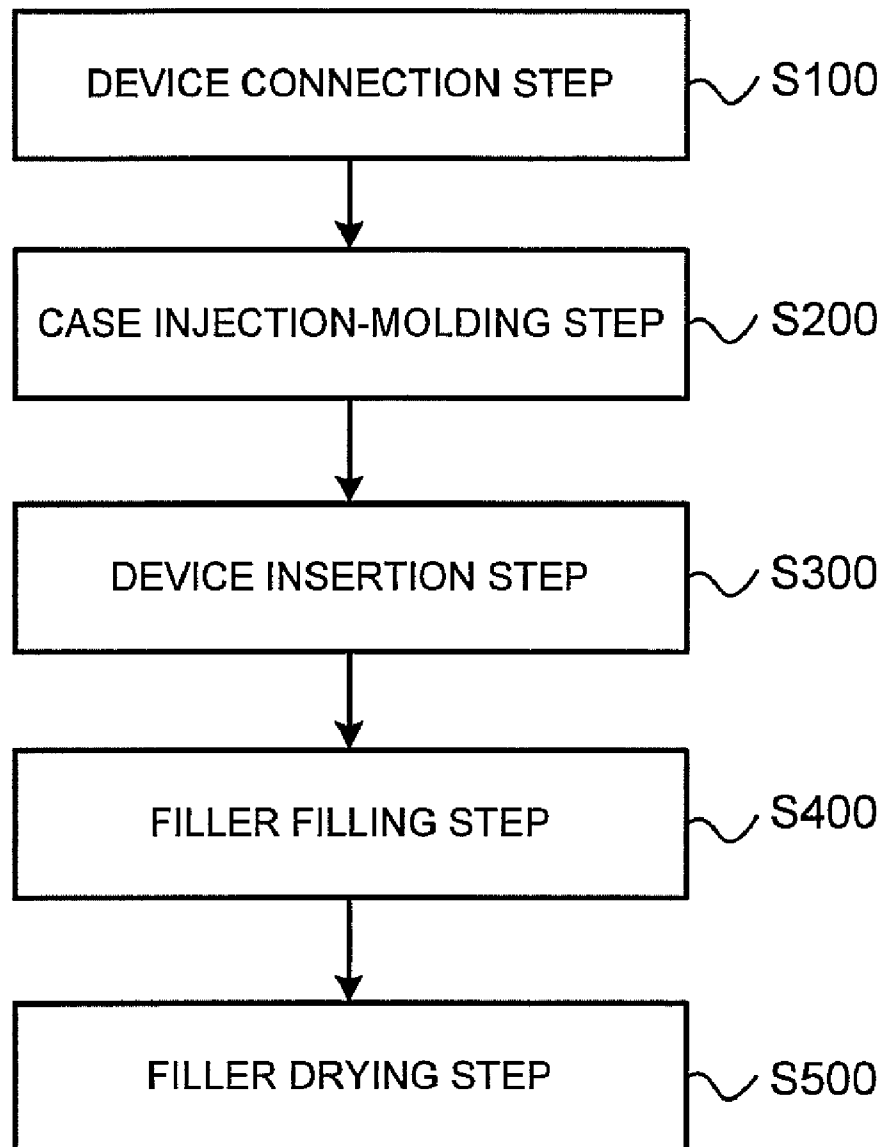 DEVICE CONNECTION STEP S100
CASE INJECTION-MOLDING STEP S200
DEVICE INSERTION STEP S300
FILLER FILLING STEP S400
FILLER DRYING STEP S500